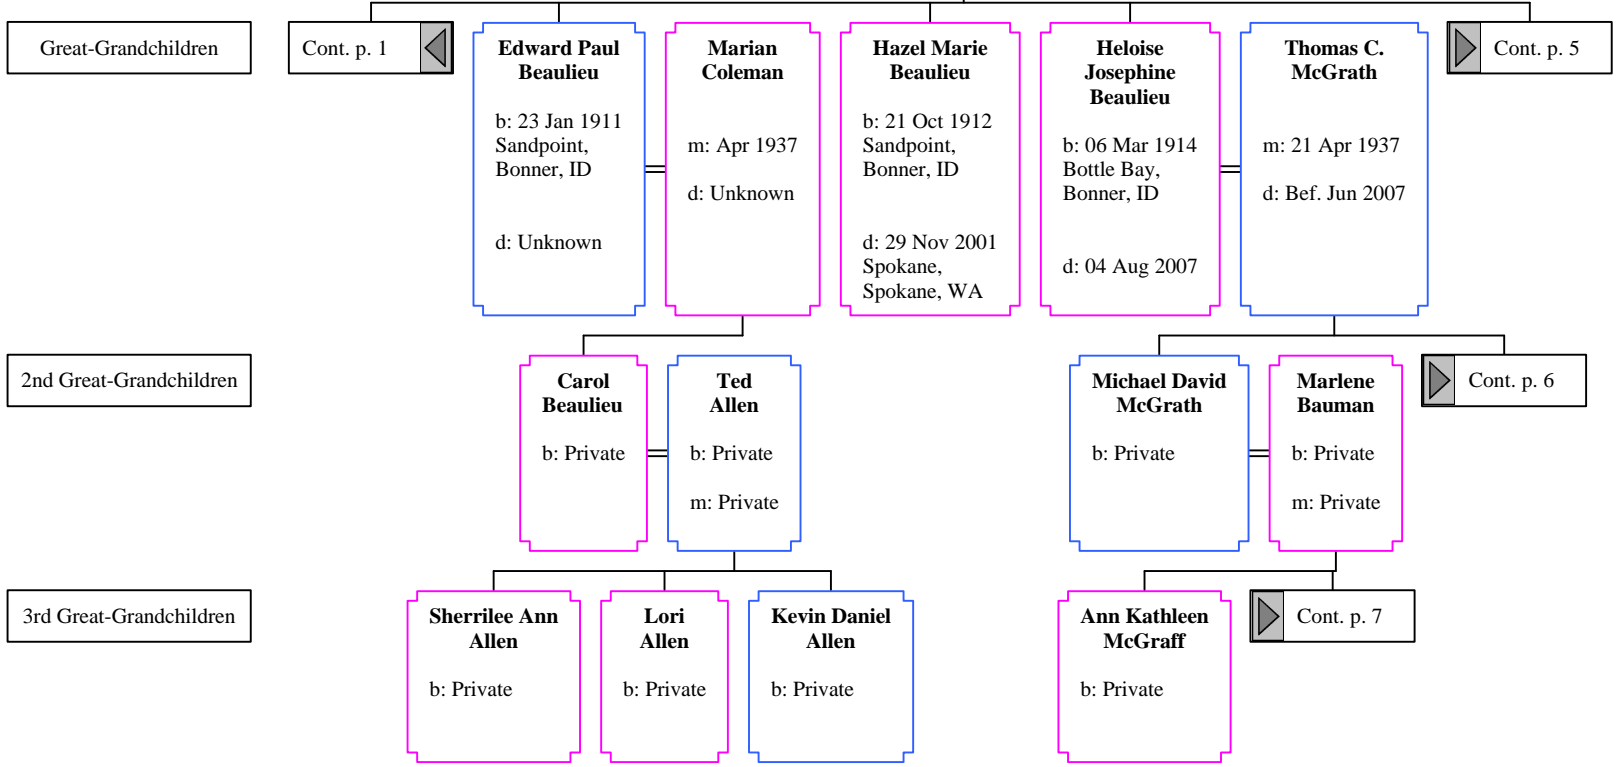 Great-Grandchildren
Cont. p. 1
Edward Paul
Beaulieu
b: 23 Jan 1911
Sandpoint,
Bonner, ID
d: Unknown
Marian
Coleman
m: Apr 1937
d: Unknown
Hazel Marie
Beaulieu
b: 21 Oct 1912
Sandpoint,
Bonner, ID
d: 29 Nov 2001
Spokane,
Spokane, WA
Heloise
Josephine
Beaulieu
b: 06 Mar 1914
Bottle Bay,
Bonner, ID
d: 04 Aug 2007
Thomas C.
McGrath
m: 21 Apr 1937
d: Bef. Jun 2007
Cont. p. 5
2nd Great-Grandchildren
Carol
Beaulieu
b: Private
Ted
Allen
b: Private
m: Private
Michael David
McGrath
b: Private
Marlene
Bauman
b: Private
m: Private
Cont. p. 6
3rd Great-Grandchildren
Sherrilee Ann
Allen
b: Private
Lori
Allen
b: Private
Kevin Daniel
Allen
b: Private
Ann Kathleen
McGraff
b: Private
Cont. p. 7